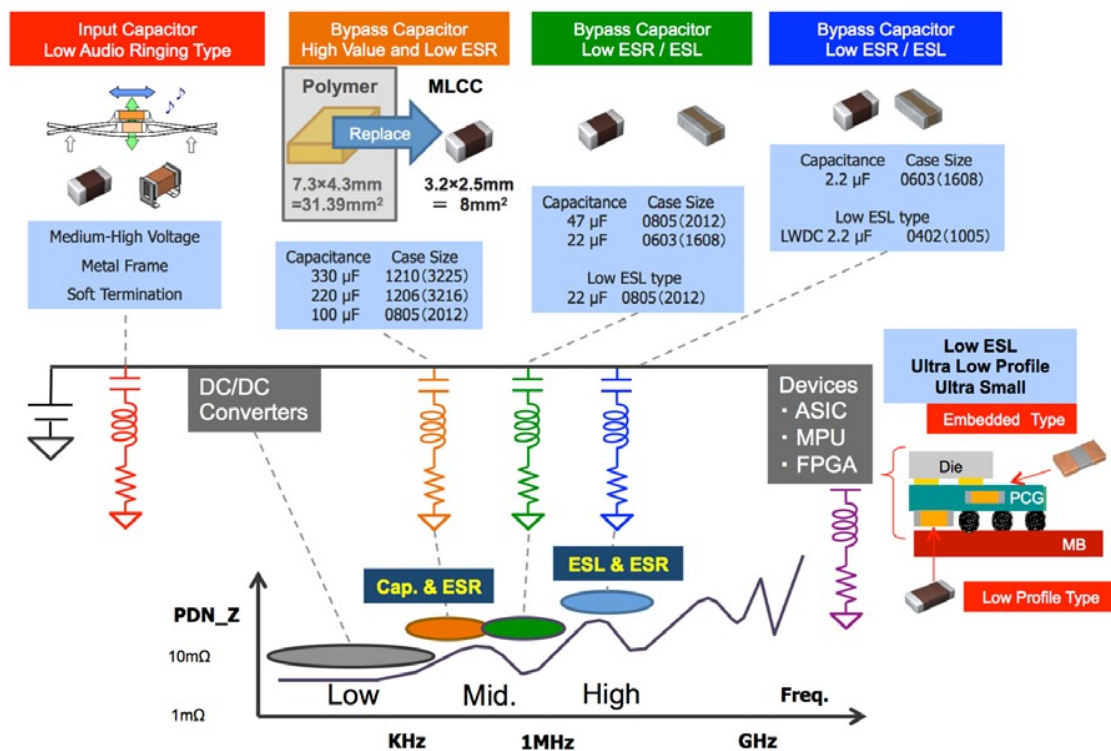 Input Capacitor
Low Audio Ringing Type
Bypass Capacitor
High Value and Low ESR
Bypass Capacitor
Low ESR / ESL
Bypass Capacitor
Low ESR / ESL
Polymer
MLCC
Replace
7.3×4.3mm
=31.39mm²
3.2×2.5mm
= 8mm²
Medium-High Voltage
Metal Frame
Soft Termination
Capacitance Case Size
330 µF 1210(3225)
220 µF 1206(3216)
100 µF 0805(2012)
Capacitance Case Size
47 µF 0805(2012)
22 µF 0603(1608)
Low ESL type
22 µF 0805(2012)
Capacitance Case Size
2.2 µF 0603(1608)
Low ESL type
LWDC 2.2 µF 0402(1005)
DC/DC
Converters
Devices
・ASIC
・MPU
・FPGA
Low ESL
Ultra Low Profile
Ultra Small
Embedded Type
Die
PCG
MB
Low Profile Type
Cap. & ESR
ESL & ESR
PDN_Z
10mΩ
1mΩ
Low
Mid.
High
Freq.
KHz
1MHz
GHz